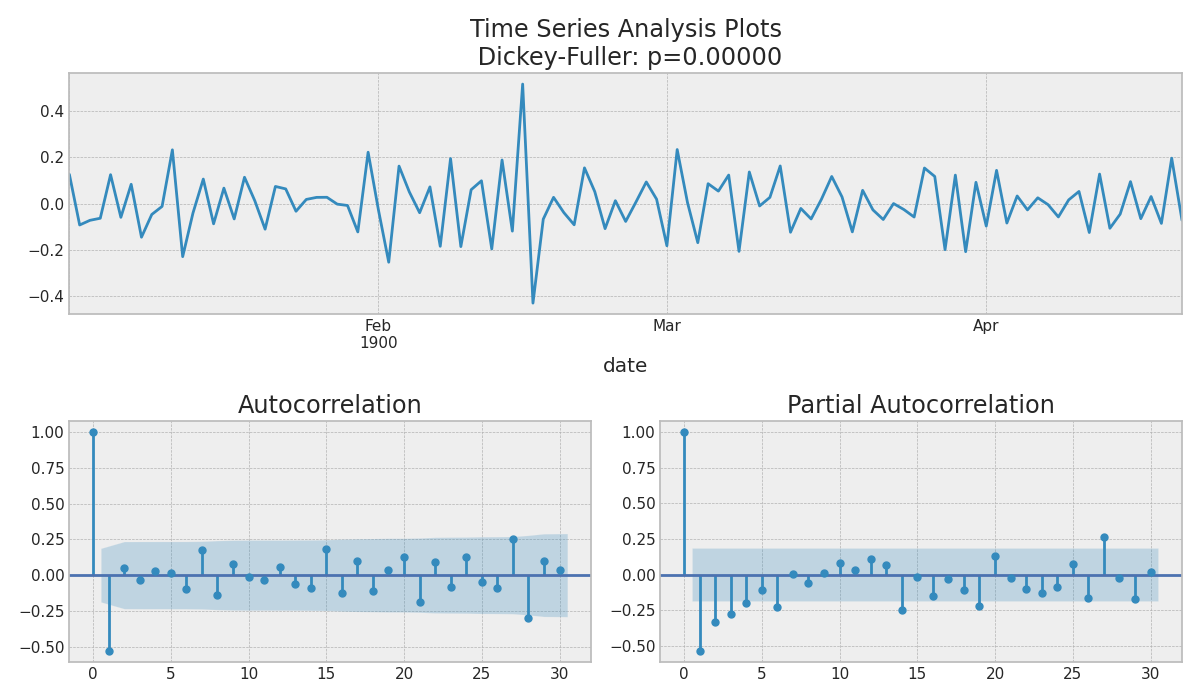 Time Series Analysis Plots
Dickey-Fuller: p=0.00000
0.4
0.2
0.0
−0.2
−0.4
Feb
1900
Mar
Apr
date
Autocorrelation
1.00
0.75
0.50
0.25
0.00
−0.25
−0.50
0 5 10 15 20 25 30
Partial Autocorrelation
1.00
0.75
0.50
0.25
0.00
−0.25
−0.50
0 5 10 15 20 25 30